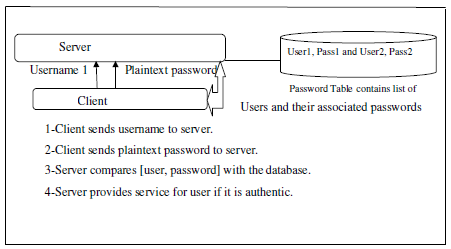 Server
User1, Pass1 and User2, Pass2
Username 1 Plaintext password
Password Table contains list of
Users and their associated passwords
Client
1-Client sends username to server.
2-Client sends plaintext password to server.
3-Server compares [user, password] with the database.
4-Server provides service for user if it is authentic.